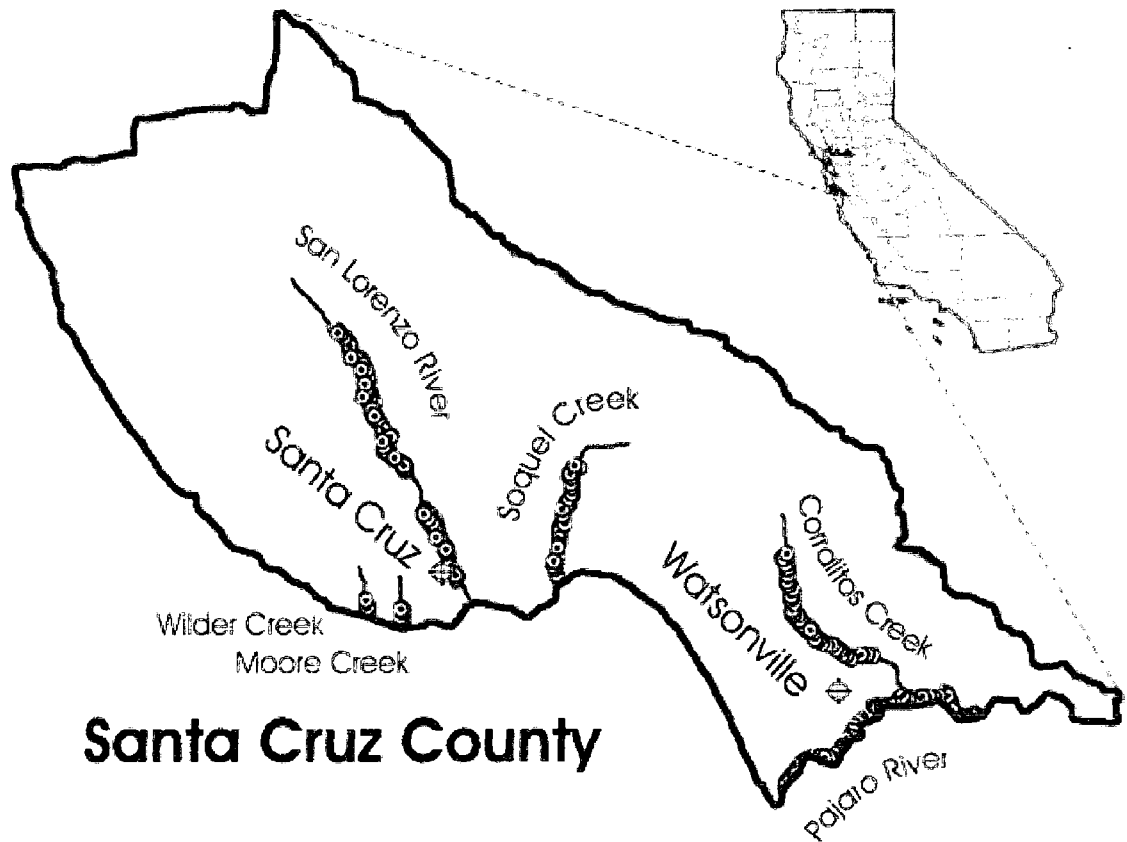 San Lorenzo River
Santa Cruz
Soquel Creek
Corralitos Creek
Watsonville
Wilder Creek
Moore Creek
Santa Cruz County
Pajaro River